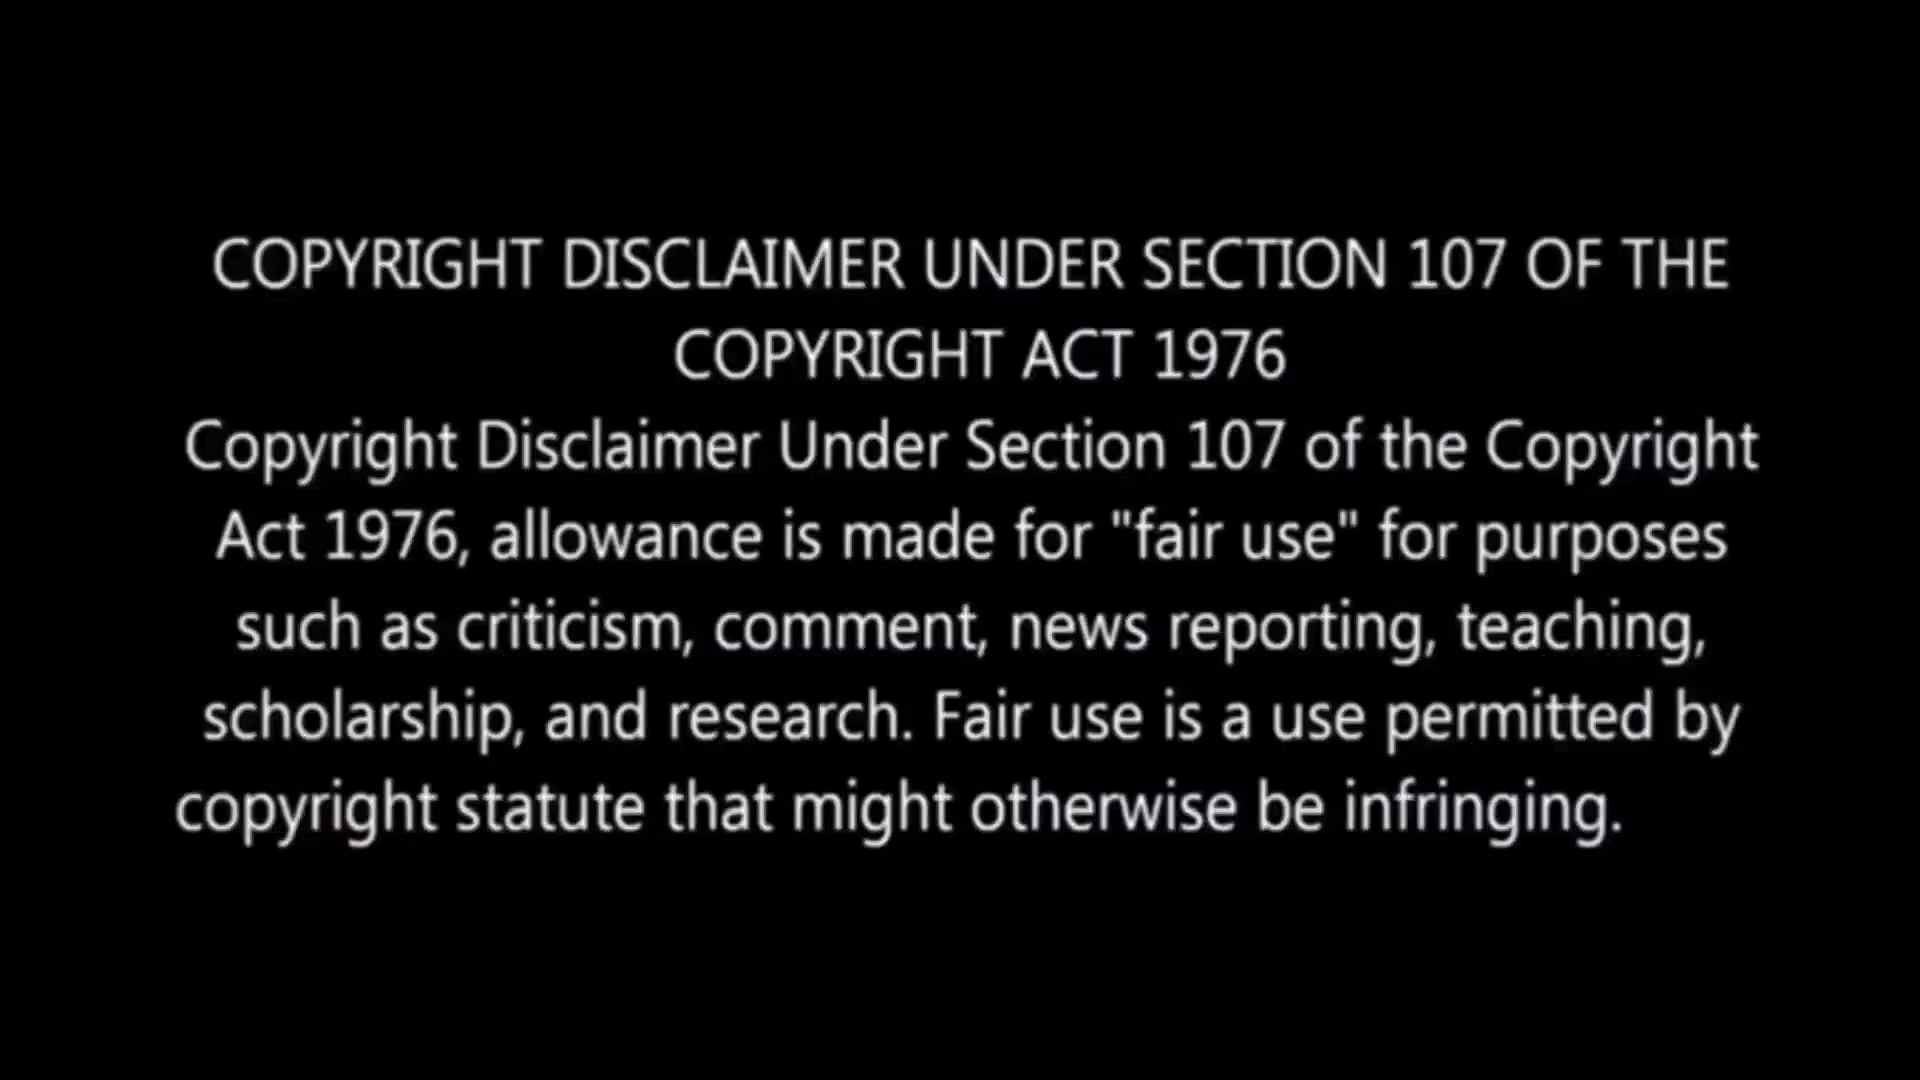 COPYRIGHT DISCLAIMER UNDER SECTION 107 OF THE
COPYRIGHT ACT 1976
Copyright Disclaimer Under Section 107 of the Copyright
Act 1976, allowance is made for "fair use" for purposes
such as criticism, comment, news reporting, teaching,
scholarship, and research. Fair use is a use permitted by
copyright statute that might otherwise be infringing.